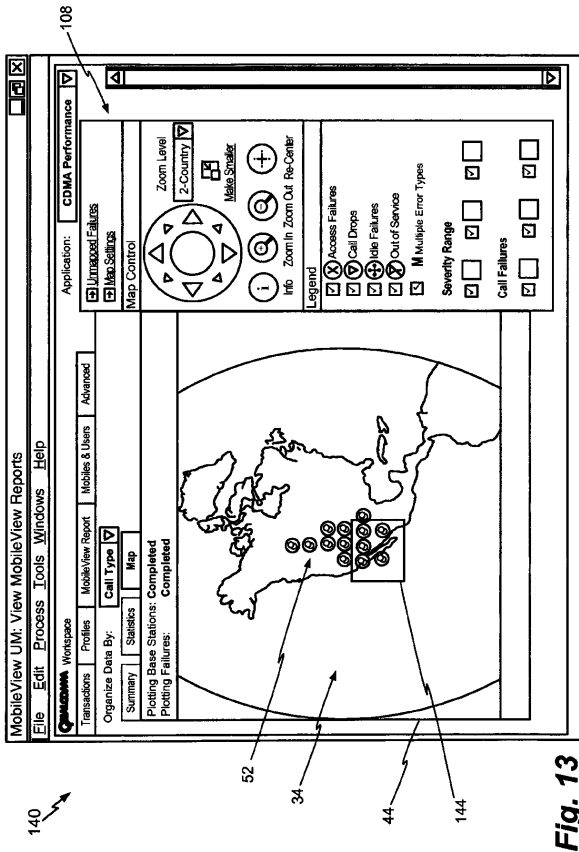 MobileView UM: View MobileView Reports
File Edit Process Tools Windows Help
QUALCOMM Workspace
Application: CDMA Performance
Transactions Profiles MobileView Report Mobiles & Users Advanced
Organize Data By: Call Type
Summary Statistics Map
Plotting Base Stations: Completed
Plotting Failures: Completed
Unmapped Failures
Map Settings
Map Control
Zoom Level
2-Country
Make Smaller
i
Info Zoom In Zoom Out Re-Center
Legend
Access Failures
Call Drops
Idle Failures
Out of Service
M Multiple Error Types
Severity Range
Call Failures
140
108
52
34
44
144
Fig. 13